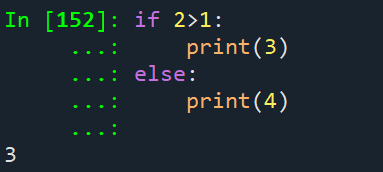 In [152]: if 2>1:
     ...:     print(3)
     ...: else:
     ...:     print(4)
     ...:
3